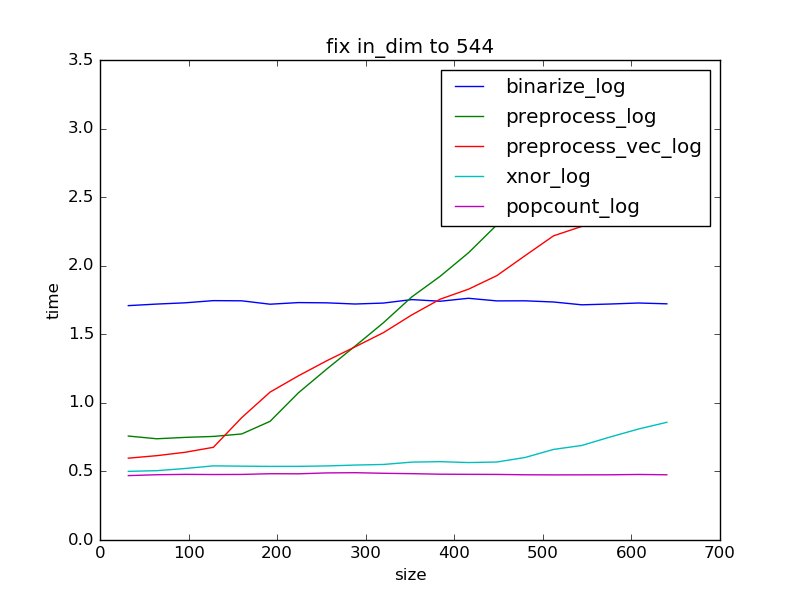 fix in_dim to 544
3.5
3.0
2.5
2.0
1.5
1.0
0.5
0.0
time
binarize_log
preprocess_log
preprocess_vec_log
xnor_log
popcount_log
0 100 200 300 400 500 600 700
size